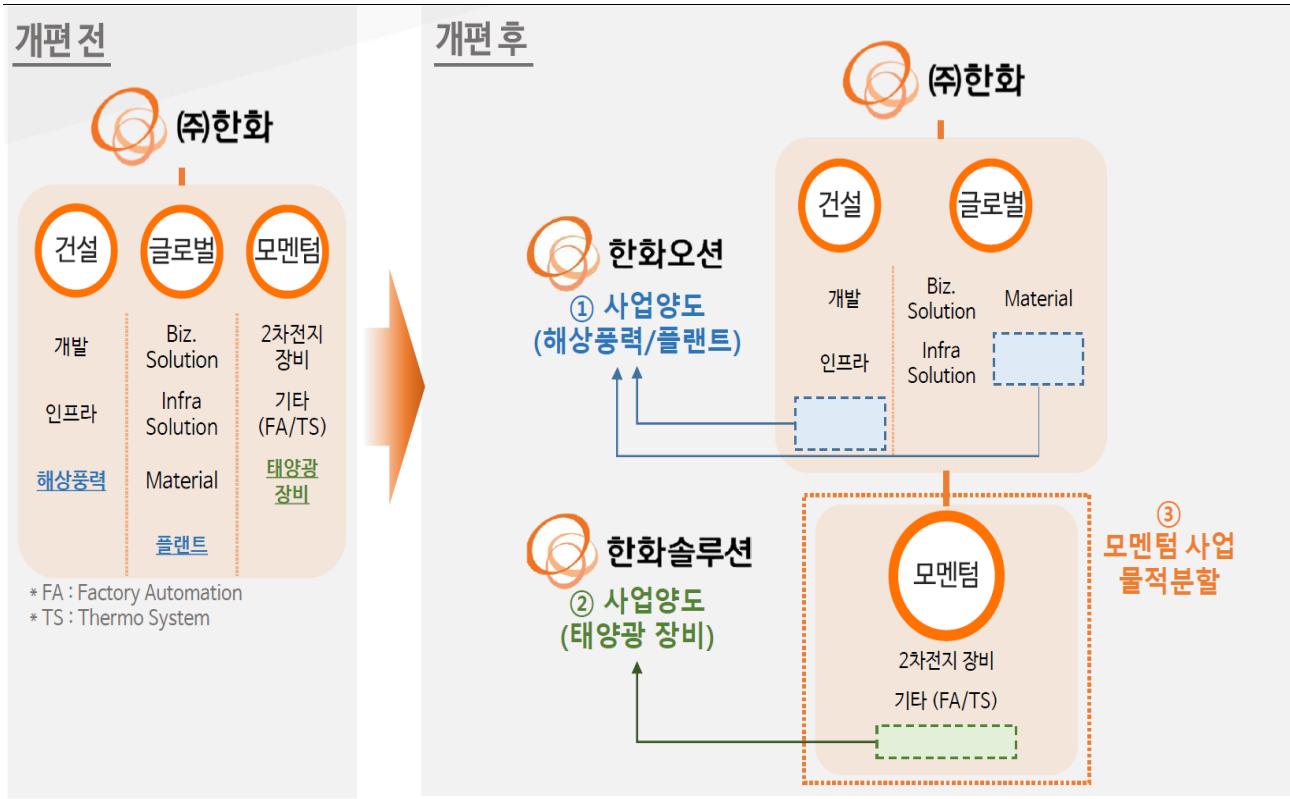 개편 전
㈜한화
건설
글로벌
모멘텀
개발
인프라
해상풍력
Biz.
Solution
Infra
Solution
Material
플랜트
2차전지
장비
기타
(FA/TS)
태양광
장비
* FA : Factory Automation
* TS : Thermo System
개편 후
㈜한화
건설
글로벌
개발
인프라
Biz.
Solution
Infra
Solution
Material
한화오션
① 사업양도
(해상풍력/플랜트)
한화솔루션
② 사업양도
(태양광 장비)
모멘텀
2차전지 장비
기타 (FA/TS)
③
모멘텀 사업
물적분할